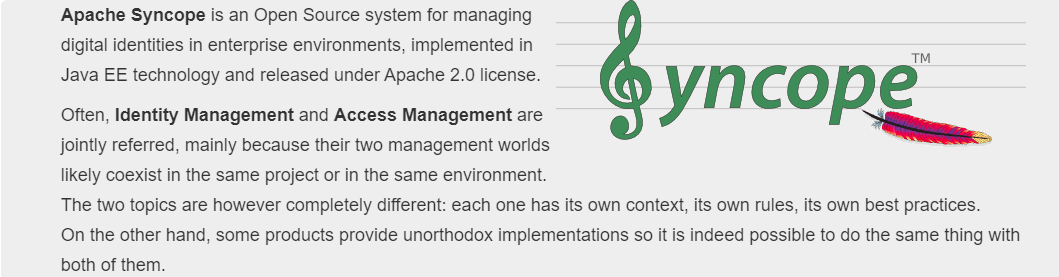 Apache Syncope is an Open Source system for managing
digital identities in enterprise environments, implemented in
Java EE technology and released under Apache 2.0 license.
Syncope TM
Often, Identity Management and Access Management are
jointly referred, mainly because their two management worlds
likely coexist in the same project or in the same environment.
The two topics are however completely different: each one has its own context, its own rules, its own best practices.
On the other hand, some products provide unorthodox implementations so it is indeed possible to do the same thing with
both of them.